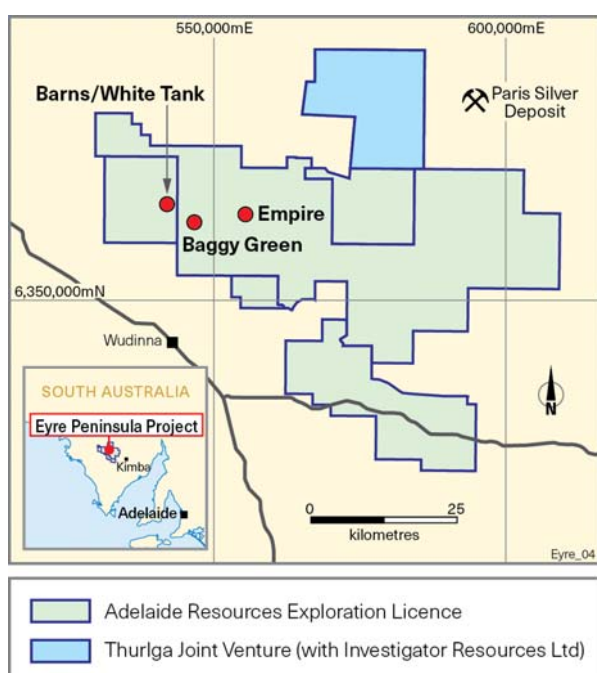 550,000mE
600,000mE
Barns/White Tank
Paris Silver
Deposit
Empire
Baggy Green
6,350,000mN
Wudinna
SOUTH AUSTRALIA
Eyre Peninsula Project
Kimba
Adelaide
N
0
25
kilometres
Eyre_04
Adelaide Resources Exploration Licence
Thurlga Joint Venture (with Investigator Resources Ltd)